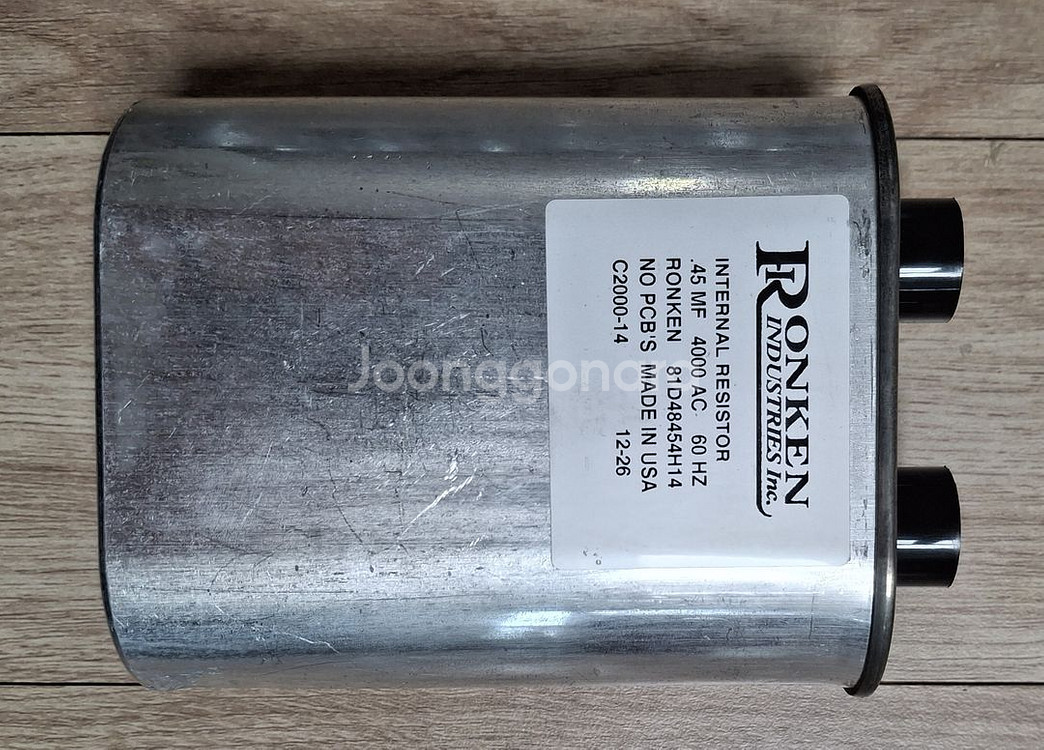 RONKEN
INDUSTRIES Inc.
INTERNAL RESISTOR
.45 MF 4000 AC 60 HZ
RONKEN 81D48454H14
NO PCB'S MADE IN USA
C2000-14 12-26
Joonggonara